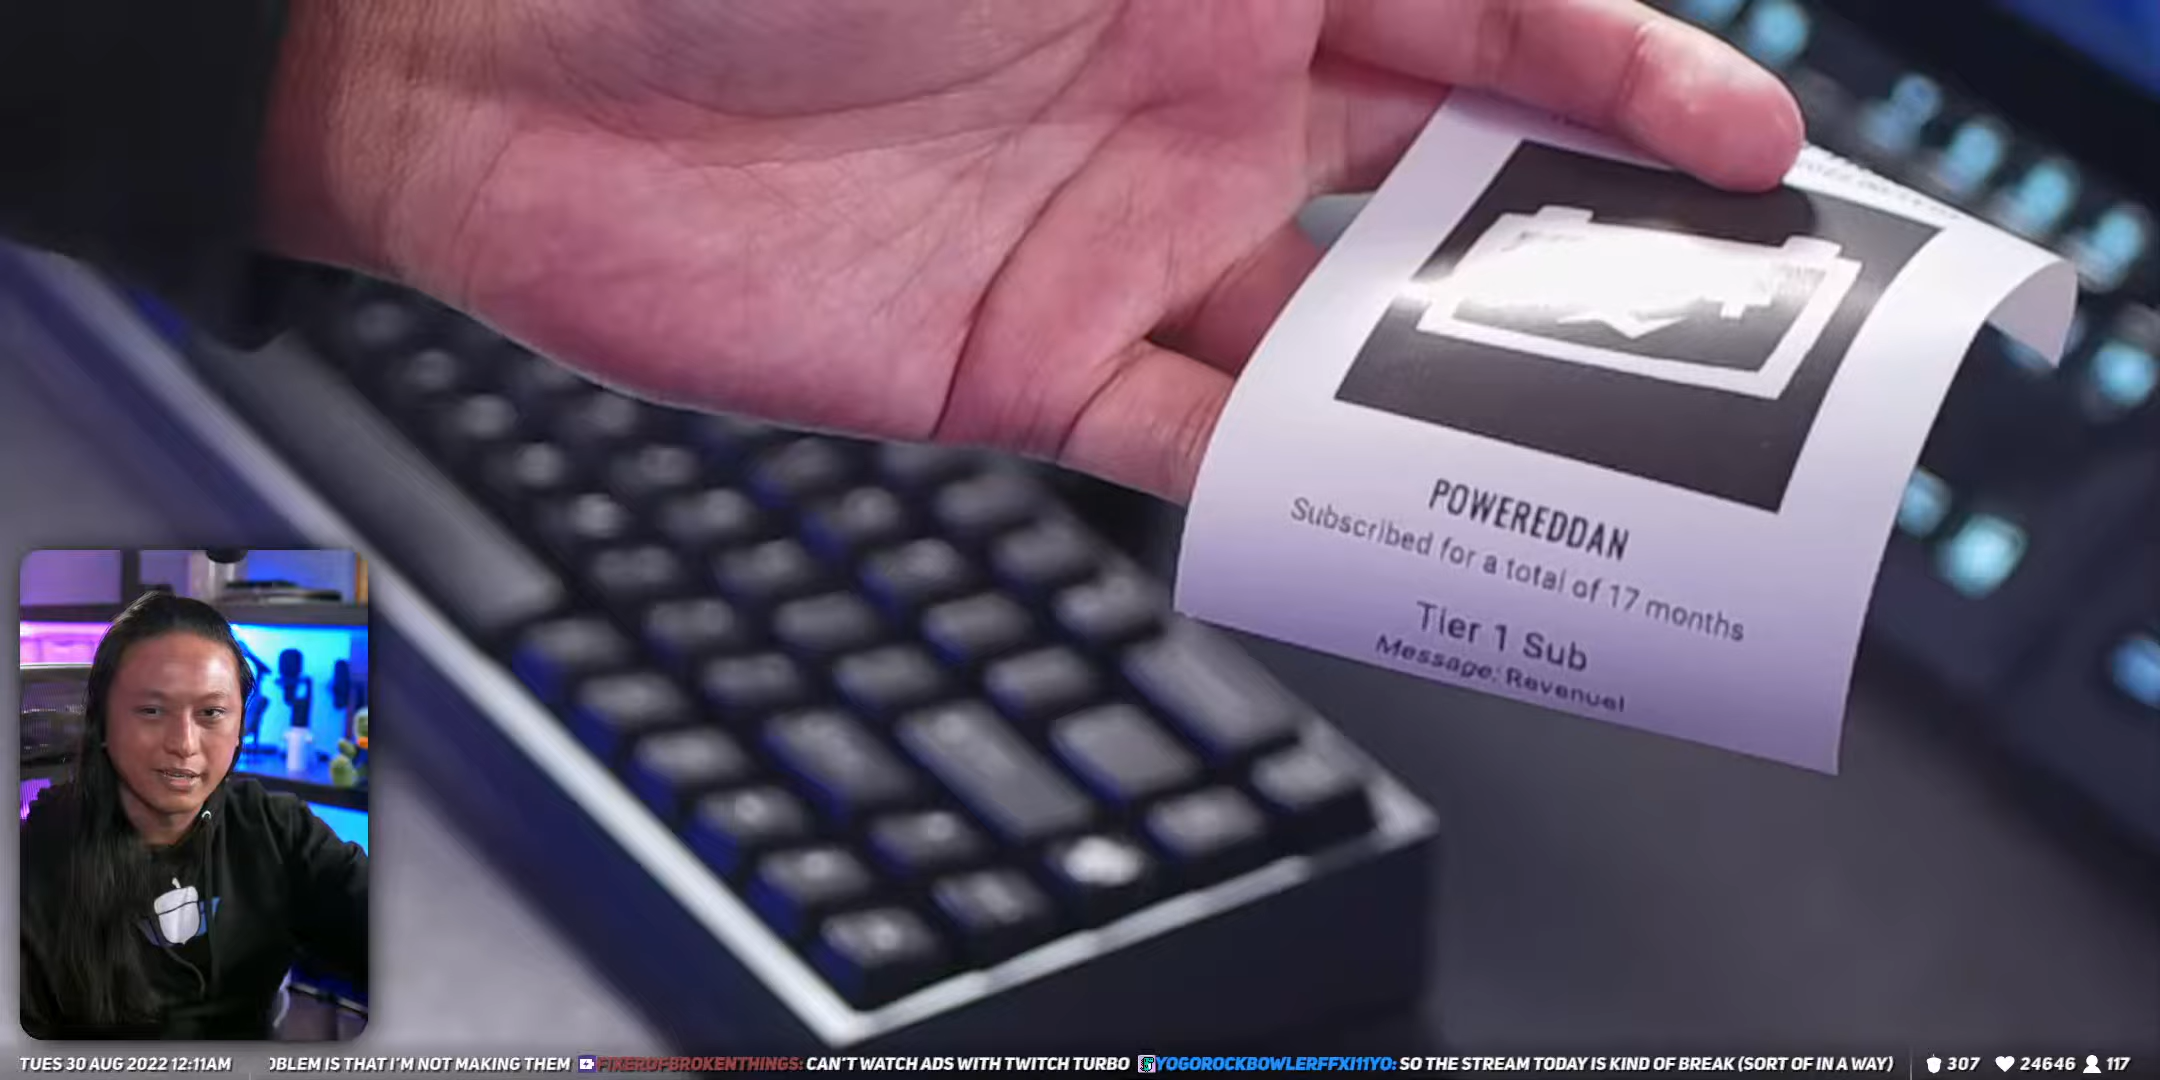 POWEREDDAN
Subscribed for a total of 17 months
Tier 1 Sub
Message: Revenue!
TUES 30 AUG 2022 12:11AM
OBLEM IS THAT I'M NOT MAKING THEM FIXEROFBROKENTHINGS: CAN'T WATCH ADS WITH TWITCH TURBO YOGOROCKBOWLERFFXI11YO: SO THE STREAM TODAY IS KIND OF BREAK (SORT OF IN A WAY)
307 24646 117